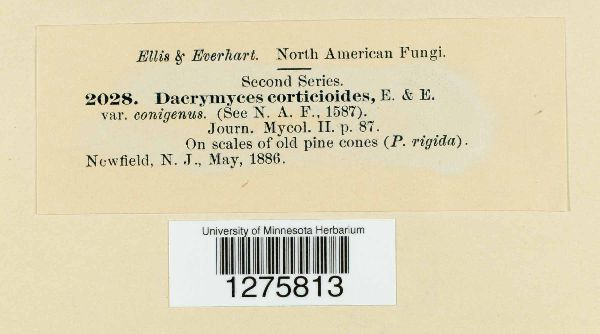 Ellis & Everhart. North American Fungi.
Second Series.
2028. Dacrymyces corticioides, E. & E.
var. conigenus. (See N. A. F., 1587).
Journ. Mycol. II. p. 87.
On scales of old pine cones (P. rigida).
Newfield, N. J., May, 1886.
University of Minnesota Herbarium
1275813